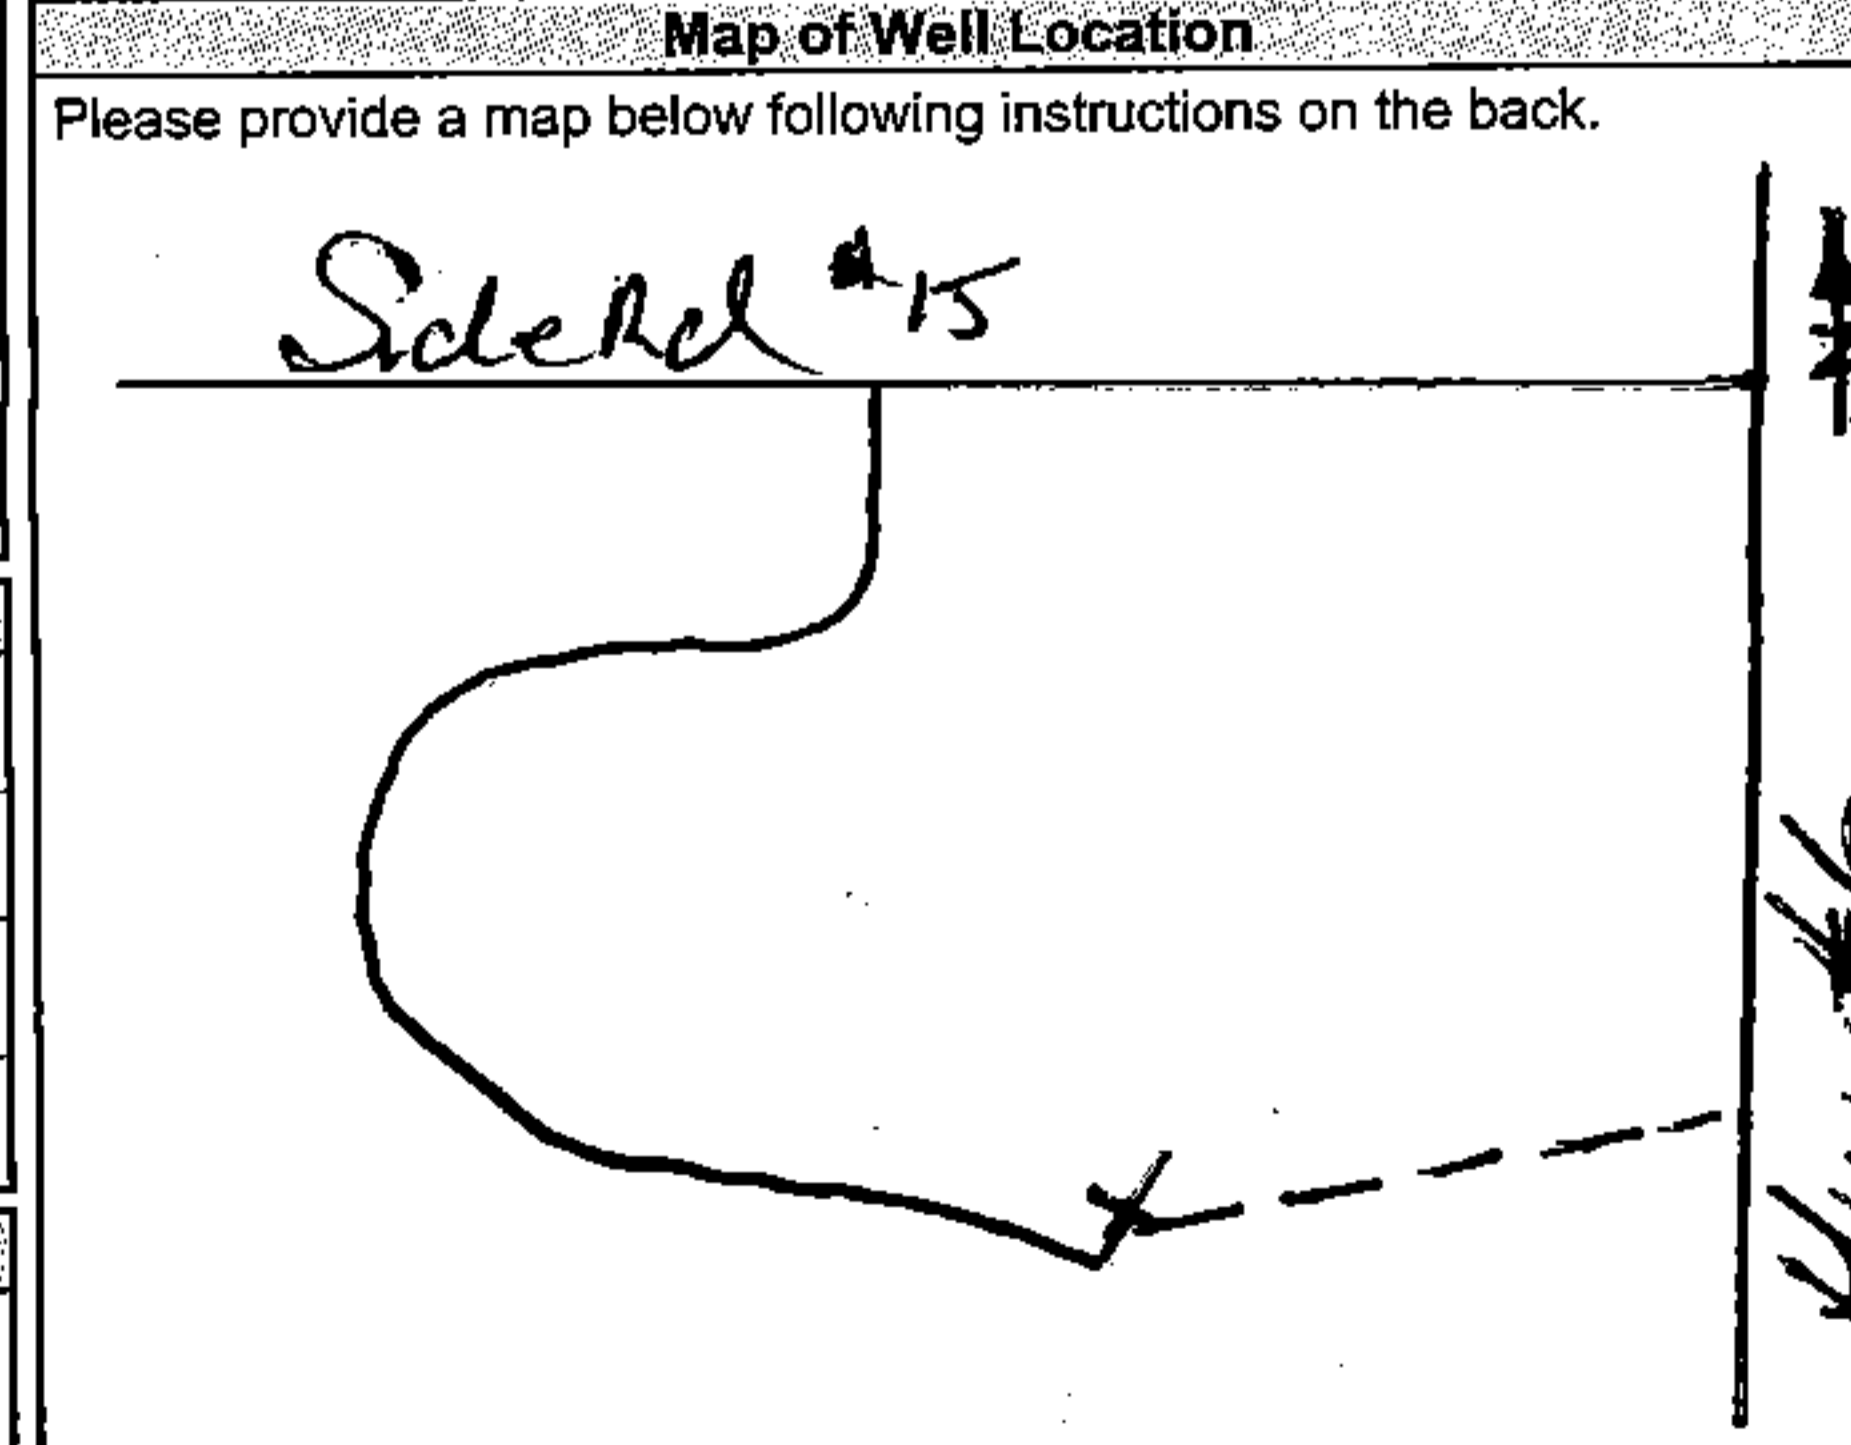 Map of Well Location
Please provide a map below following instructions on the back.
SideRd #15
N